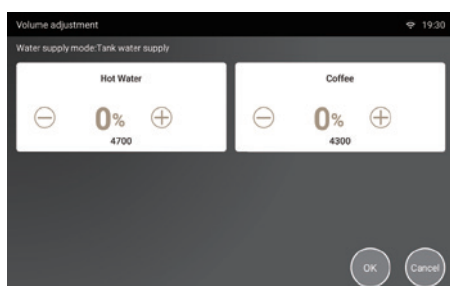 Volume adjustment 19:30
Water supply mode:Tank water supply
Hot Water
0%
4700
Coffee
0%
4300
OK Cancel